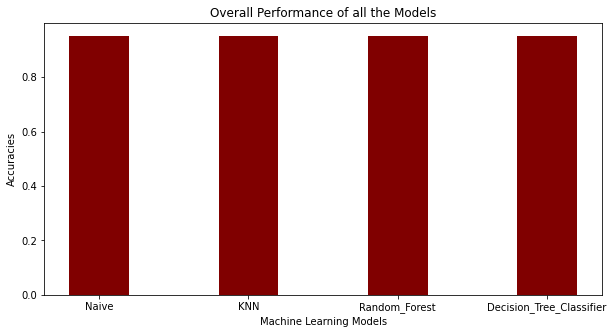 Overall Performance of all the Models
Accuracies
0.8
0.6
0.4
0.2
0.0
Naive KNN Random_Forest Decision_Tree_Classifier
Machine Learning Models